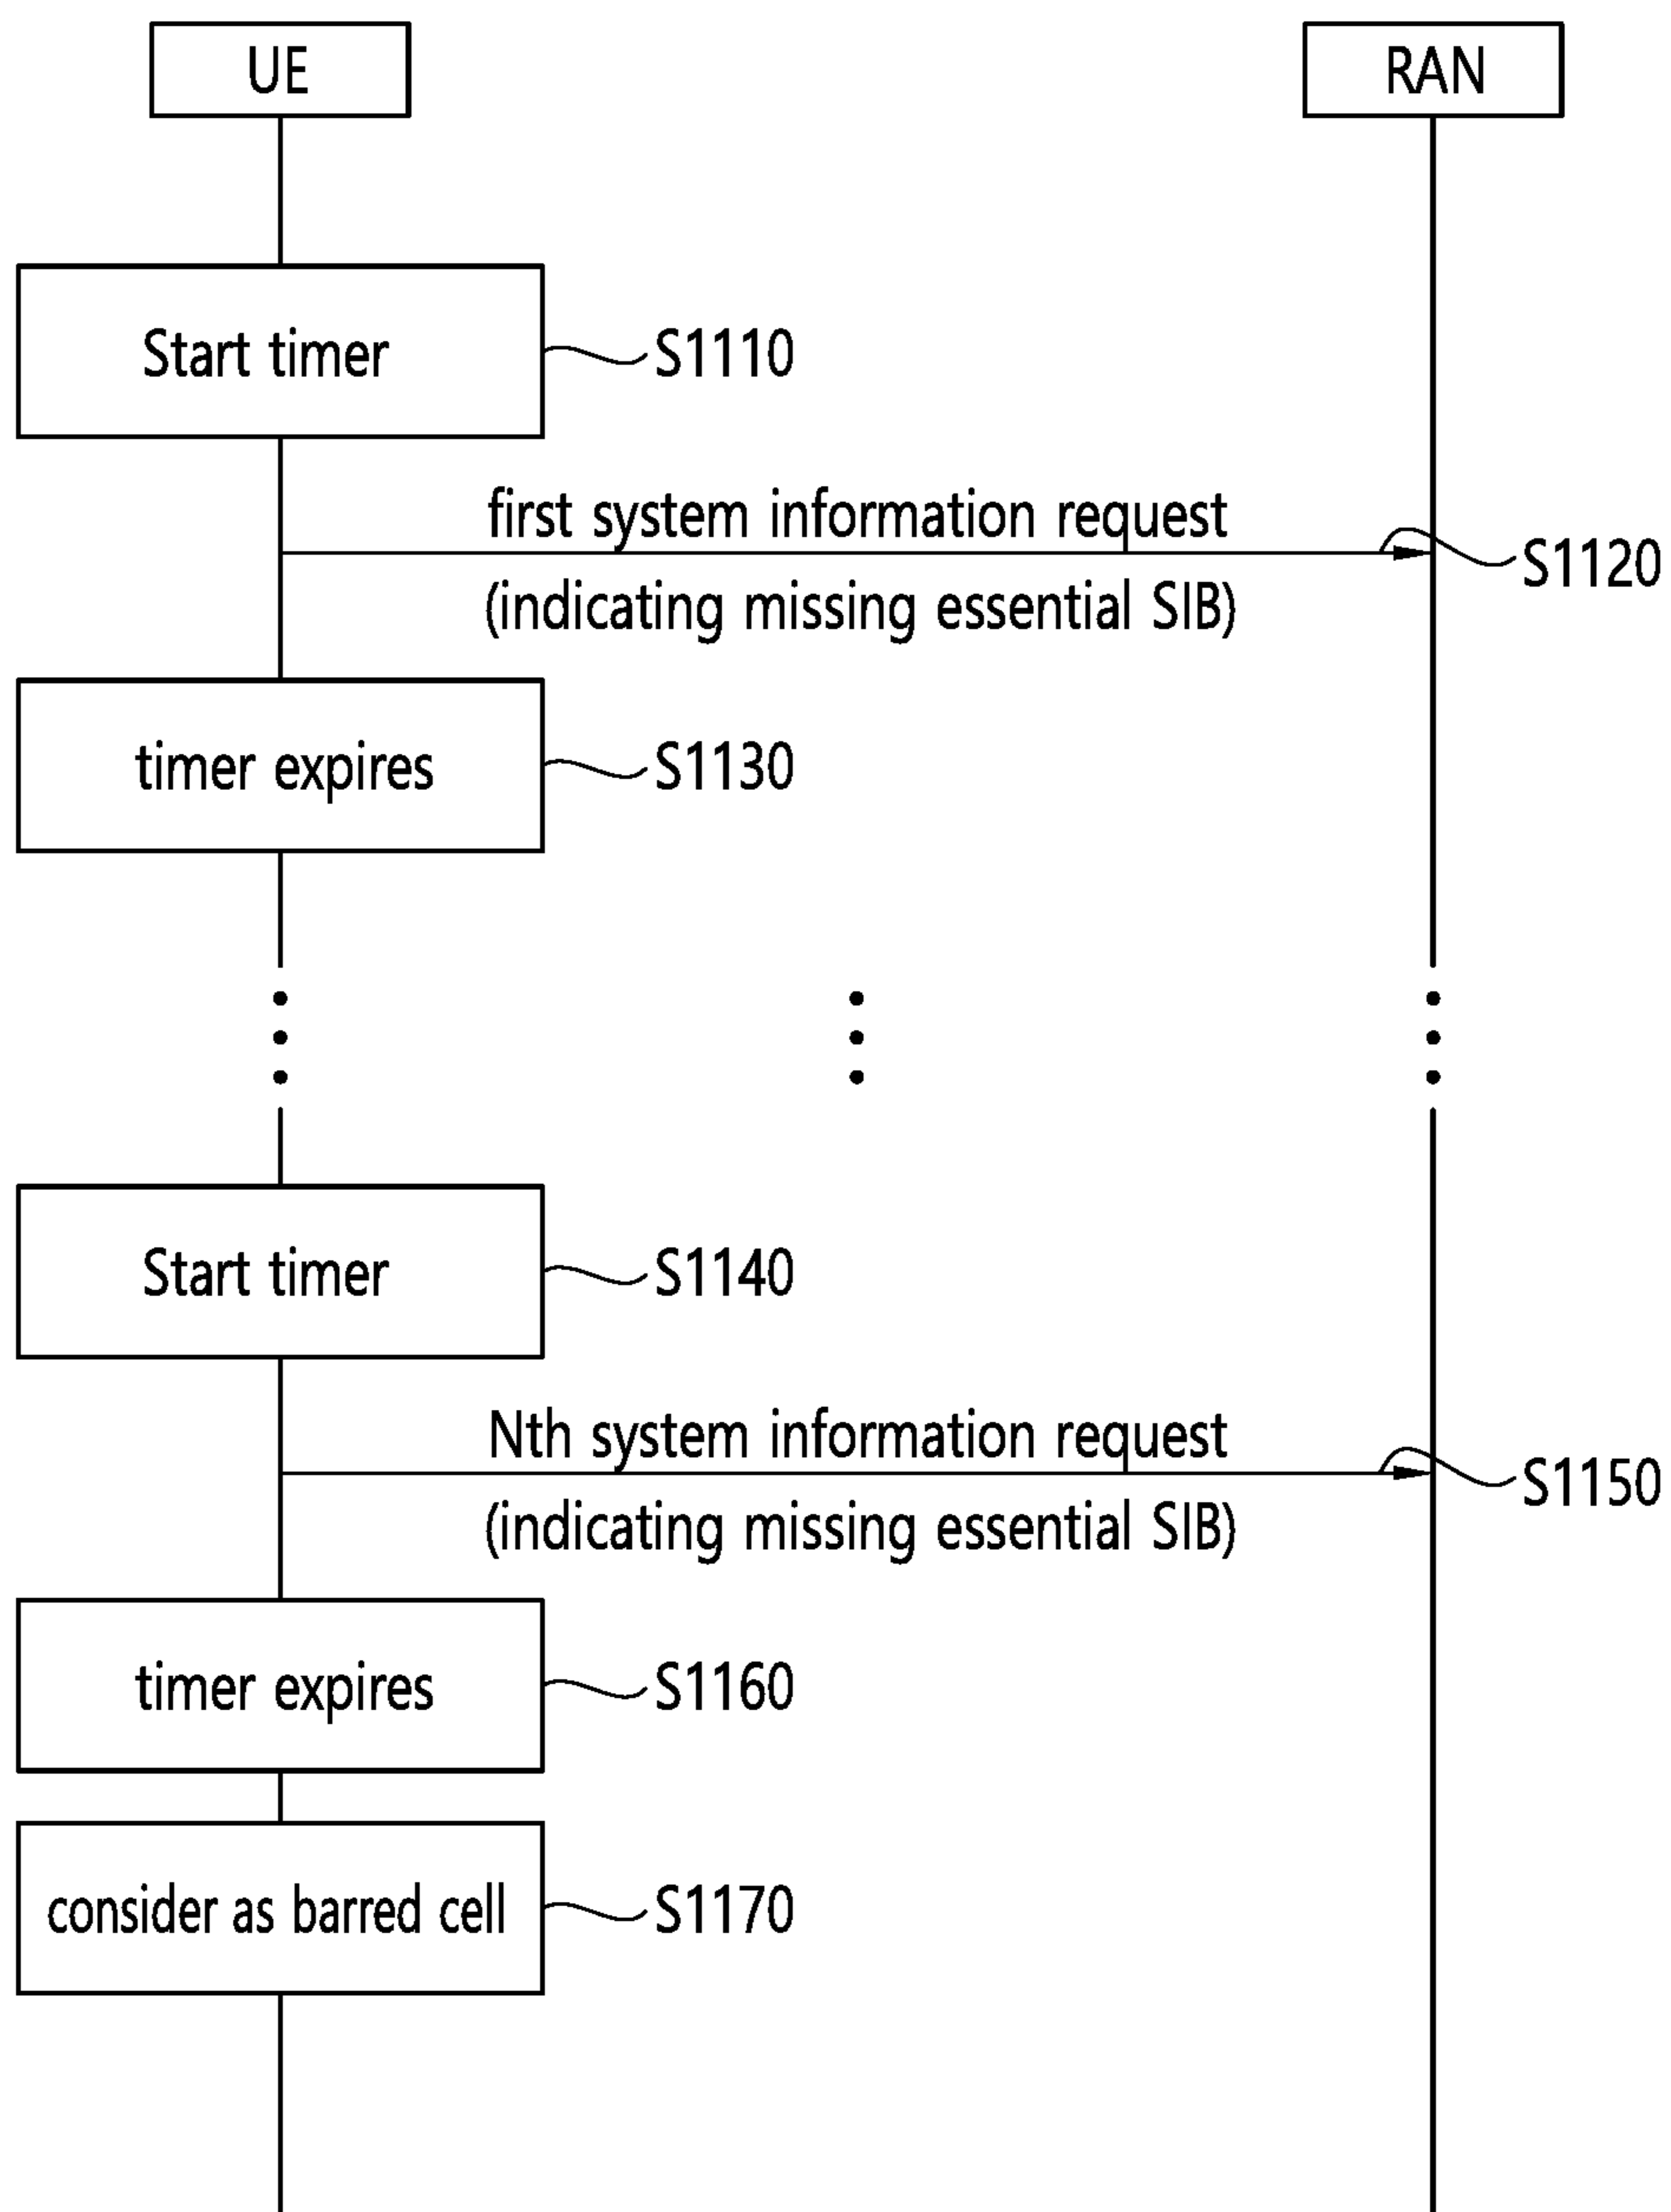 UE
RAN
Start timer
S1110
first system information request
S1120
(indicating missing essential SIB)
timer expires
S1130
Start timer
S1140
Nth system information request
S1150
(indicating missing essential SIB)
timer expires
S1160
consider as barred cell
S1170